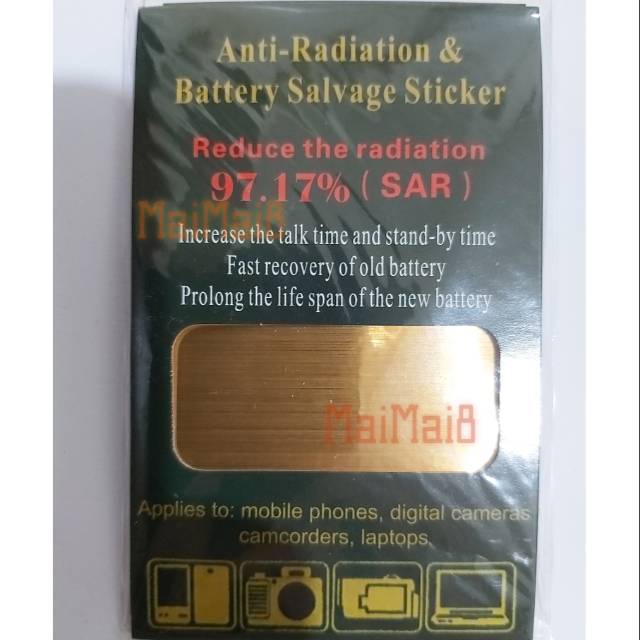 Anti-Radiation &
Battery Salvage Sticker
Reduce the radiation
97.17% ( SAR )
MaiMai8
Increase the talk time and stand-by time
Fast recovery of old battery
Prolong the life span of the new battery
MaiMai8
Applies to: mobile phones, digital cameras
camcorders, laptops